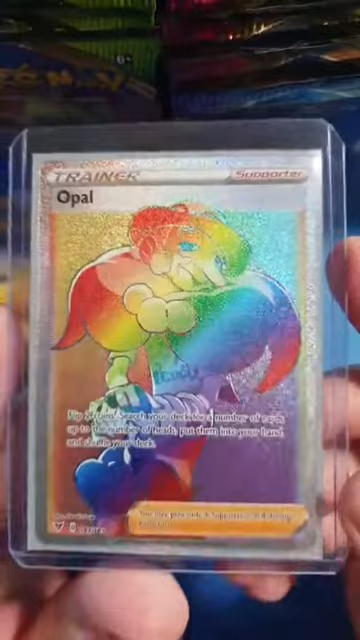 TRAINER
Supporter
Opal
Flip 2 coins. Search your deck for a number of cards
up to the number of heads, put them into your hand,
and shuffle your deck.
You may play only 1 Supporter card during
your turn.